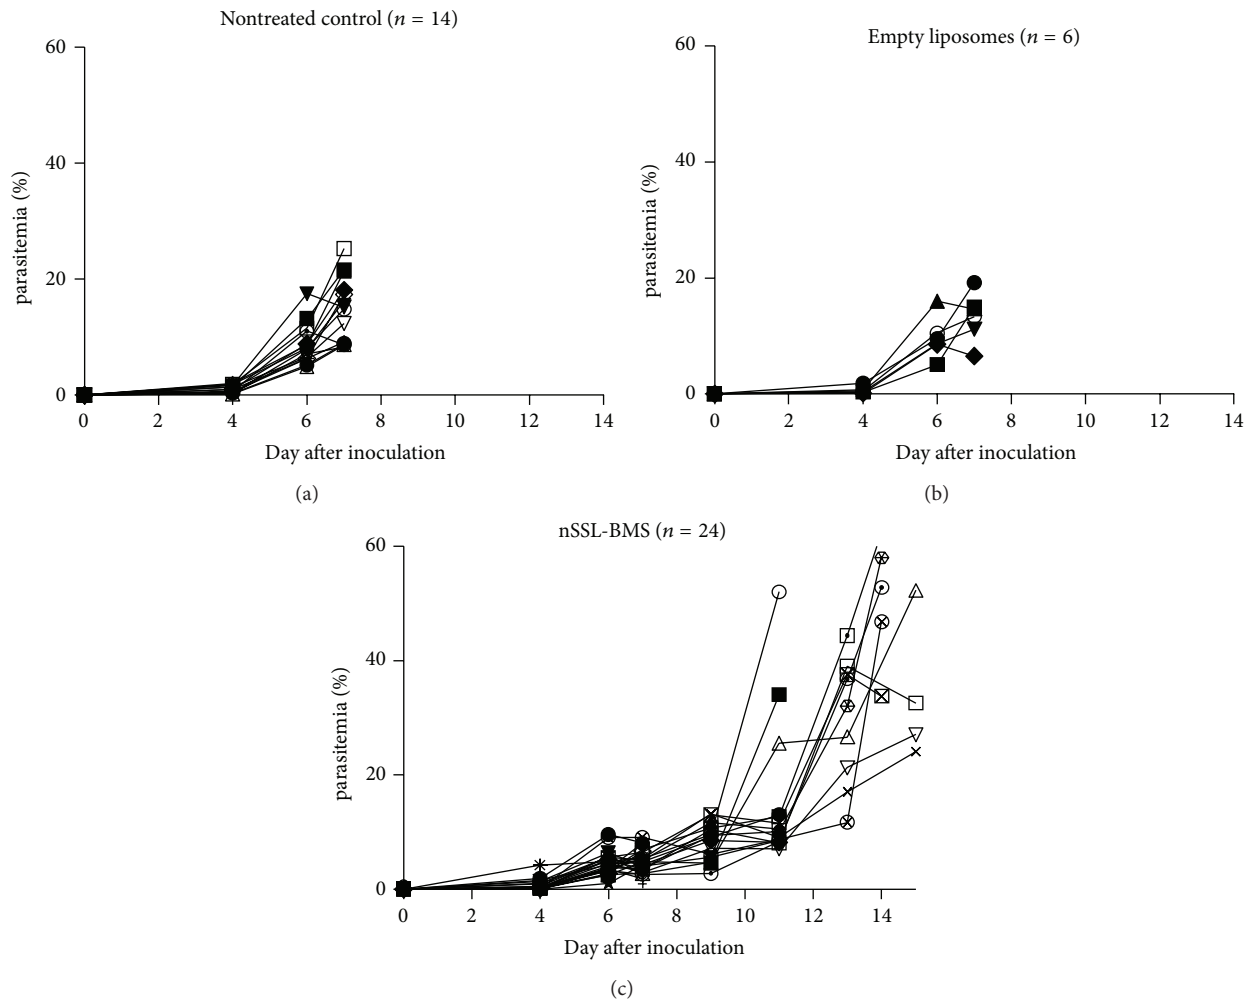 Nontreated control (n = 14)
60
40
20
0
parasitemia (%)
0 2 4 6 8 10 12 14
Day after inoculation
(a)
Empty liposomes (n = 6)
60
40
20
0
parasitemia (%)
0 2 4 6 8 10 12 14
Day after inoculation
(b)
nSSL-BMS (n = 24)
60
40
20
0
parasitemia (%)
0 2 4 6 8 10 12 14
Day after inoculation
(c)